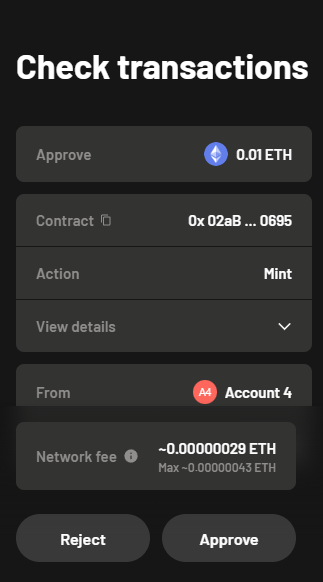 Check transactions
Approve 0.01 ETH
Contract 0x 02aB ... 0695
Action Mint
View details
From A4 Account 4
Network fee ~0.00000029 ETH
Max ~0.00000043 ETH
Reject Approve